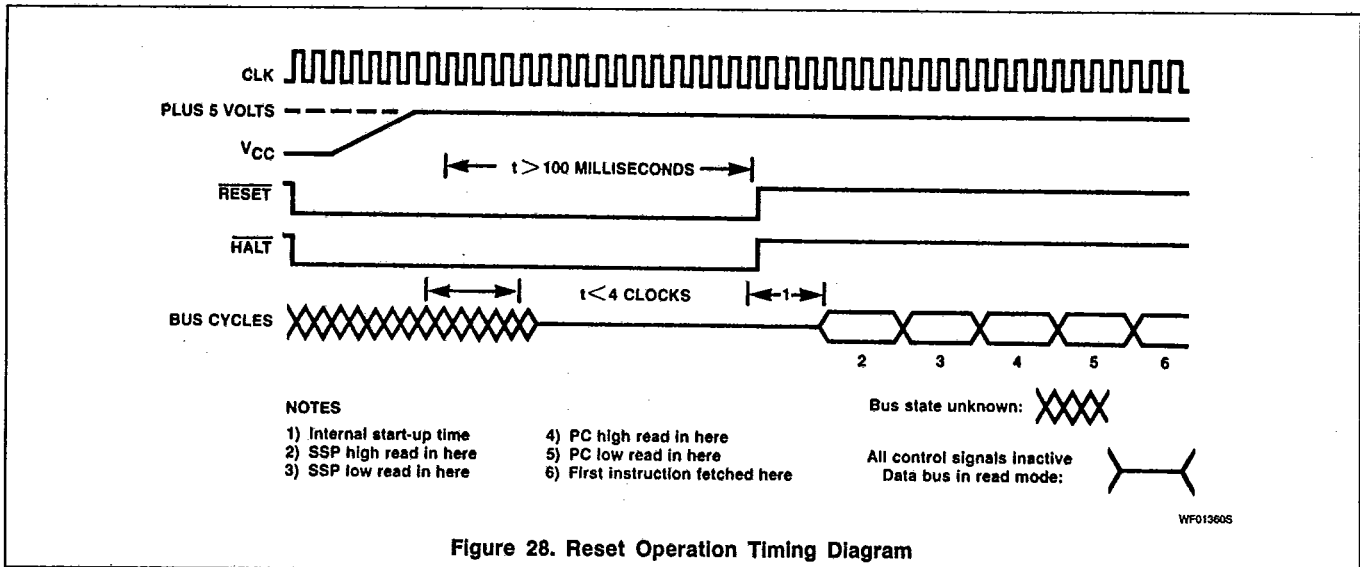 CLK
PLUS 5 VOLTS
VCC
t > 100 MILLISECONDS
RESET
HALT
t < 4 CLOCKS
1
BUS CYCLES
2 3 4 5 6
NOTES
1) Internal start-up time
2) SSP high read in here
3) SSP low read in here
4) PC high read in here
5) PC low read in here
6) First instruction fetched here
Bus state unknown:
All control signals inactive
Data bus in read mode:
WF01360S
Figure 28. Reset Operation Timing Diagram